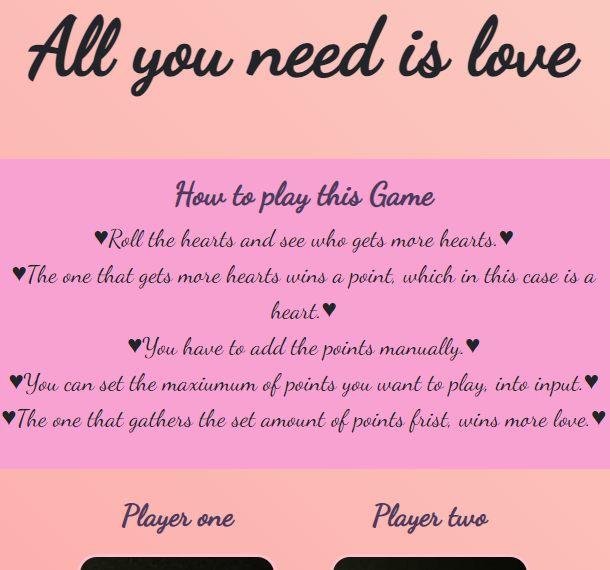 All you need is love
How to play this Game
♥Roll the hearts and see who gets more hearts.♥
♥The one that gets more hearts wins a point, which in this case is a
heart.♥
♥You have to add the points manually.♥
♥You can set the maxiumum of points you want to play, into input.♥
♥The one that gathers the set amount of points frist, wins more love.♥
Player one
Player two